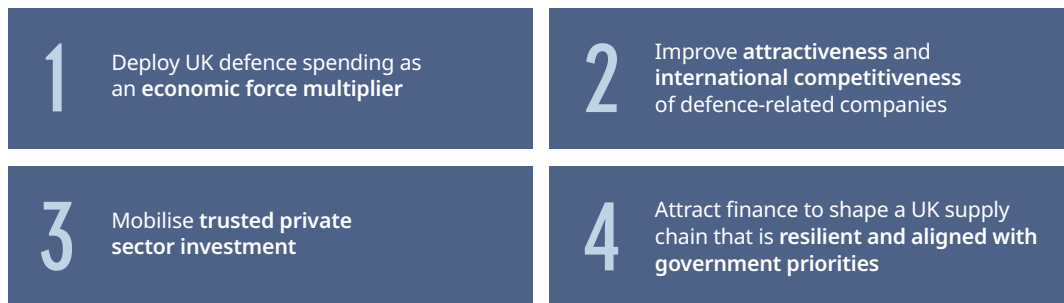 1
Deploy UK defence spending as
an economic force multiplier
2
Improve attractiveness and
international competitiveness
of defence-related companies
3
Mobilise trusted private
sector investment
4
Attract finance to shape a UK supply
chain that is resilient and aligned with
government priorities